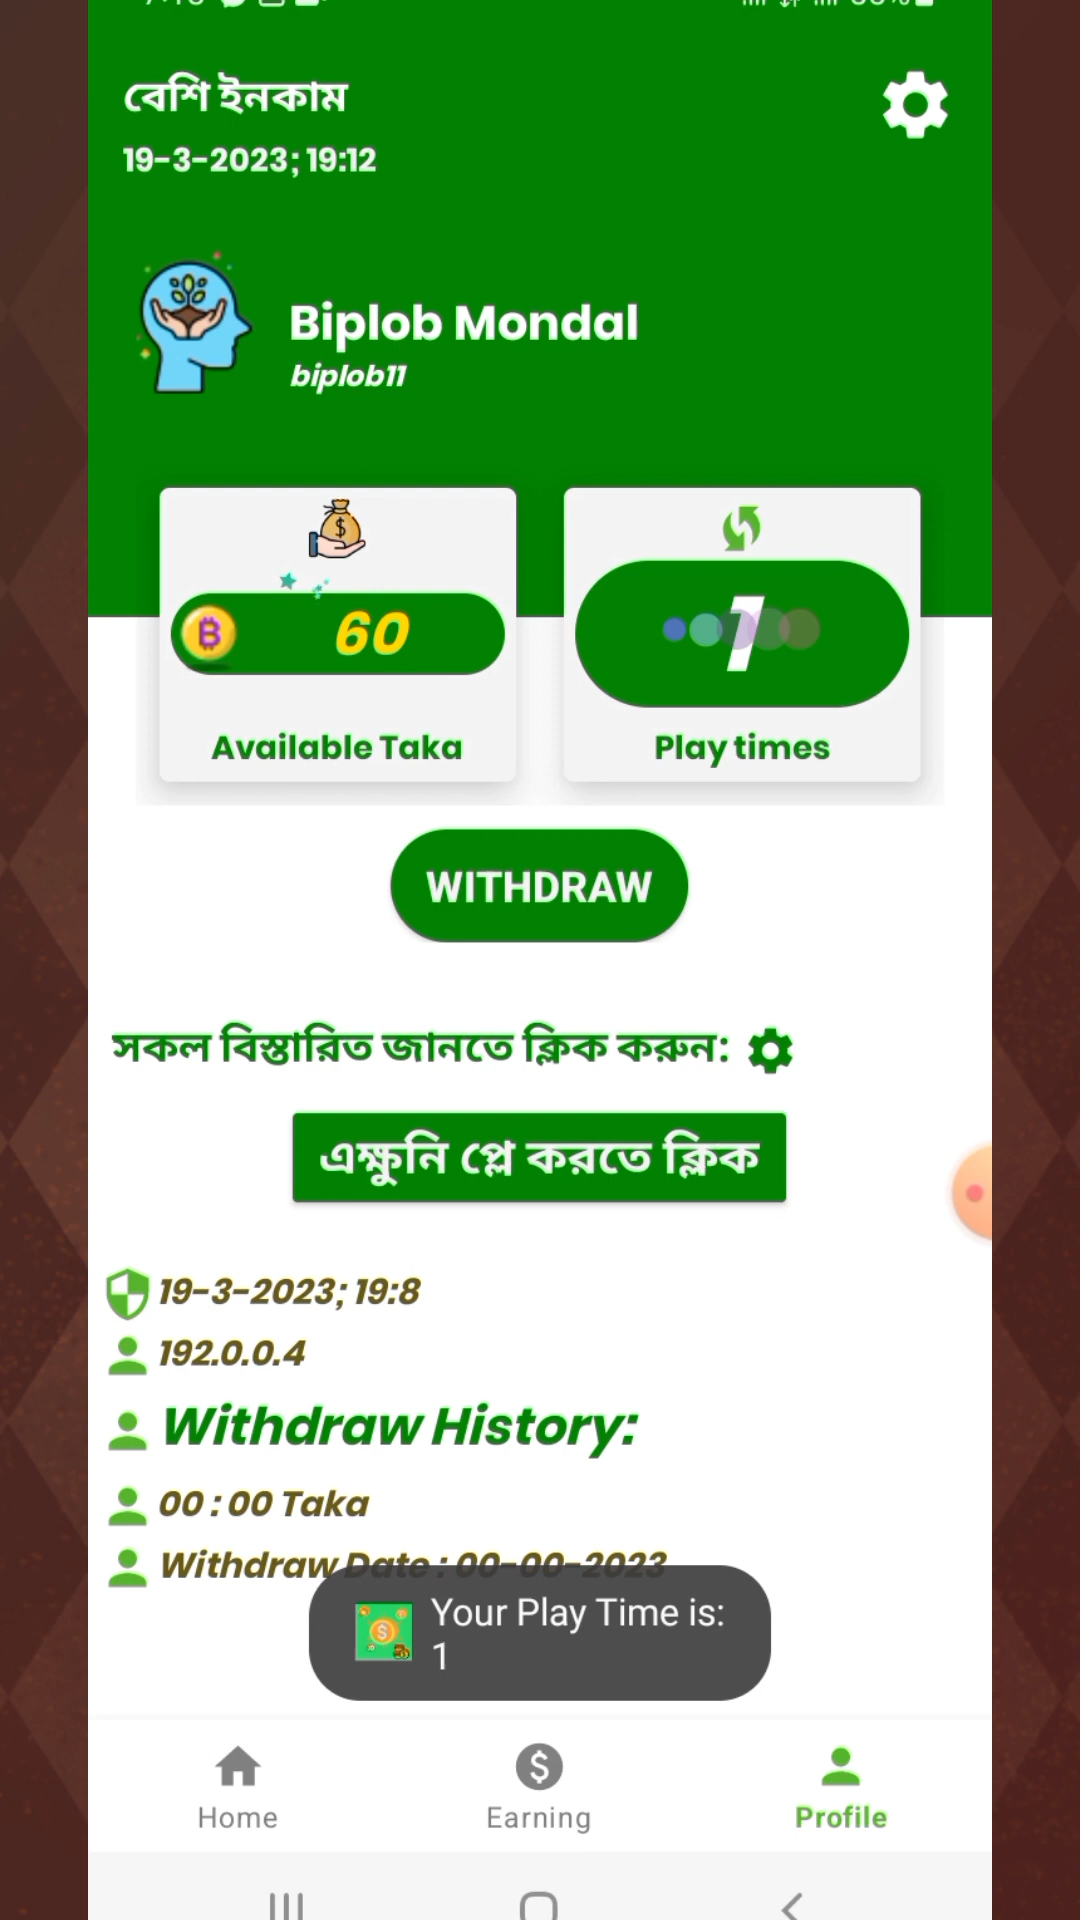 বেশি ইনকাম
19-3-2023; 19:12
Biplob Mondal
biplob11
60
1
Available Taka
Play times
WITHDRAW
সকল বিস্তারিত জানতে ক্লিক করুন:
এক্ষুনি প্লে করতে ক্লিক
19-3-2023; 19:8
192.0.0.4
Withdraw History:
00 : 00 Taka
Withdraw Date : 00-00-2023
Your Play Time is:
1
Home
Earning
Profile